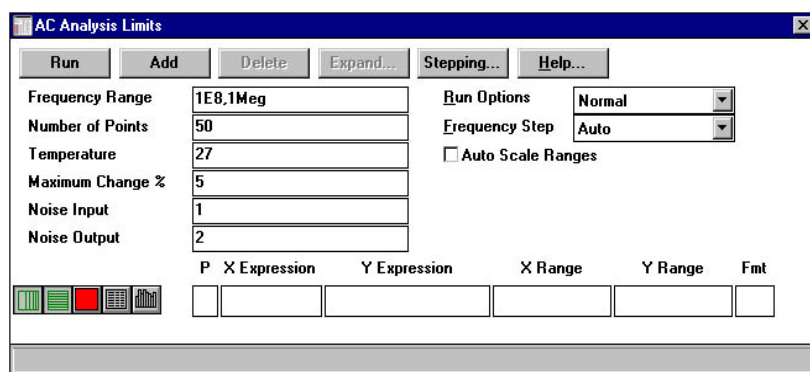 AC Analysis Limits
Run Add Delete Expand... Stepping... Help...
Frequency Range 1E8,1Meg Run Options Normal
Number of Points 50 Frequency Step Auto
Temperature 27 Auto Scale Ranges
Maximum Change % 5
Noise Input 1
Noise Output 2
P X Expression Y Expression X Range Y Range Fmt